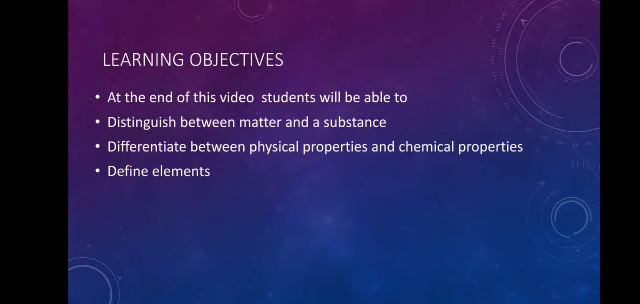 LEARNING OBJECTIVES
• At the end of this video  students will be able to
• Distinguish between matter and a substance
• Differentiate between physical properties and chemical properties
• Define elements